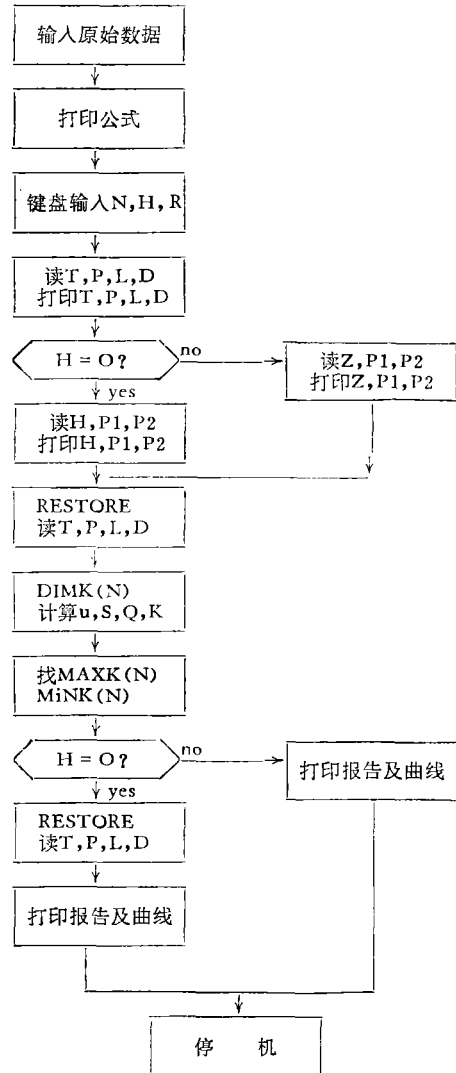 输入原始数据
打印公式
键盘输入N,H,R
读T,P,L,D
打印T,P,L,D
H=O?
no
yes
读Z,P1,P2
打印Z,P1,P2
读H,P1,P2
打印H,P1,P2
RESTORE
读T,P,L,D
DIMK(N)
计算u,S,Q,K
找MAXK(N)
MiNK(N)
H=O?
no
yes
打印报告及曲线
RESTORE
读T,P,L,D
打印报告及曲线
停 机